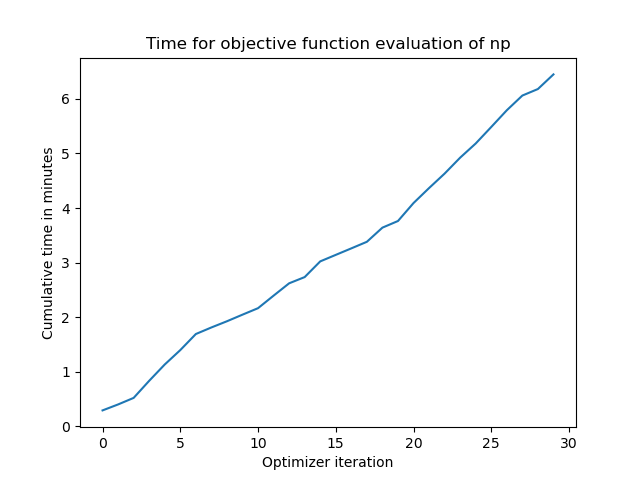 Time for objective function evaluation of np
6
5
4
3
2
1
0
Cumulative time in minutes
0 5 10 15 20 25 30
Optimizer iteration